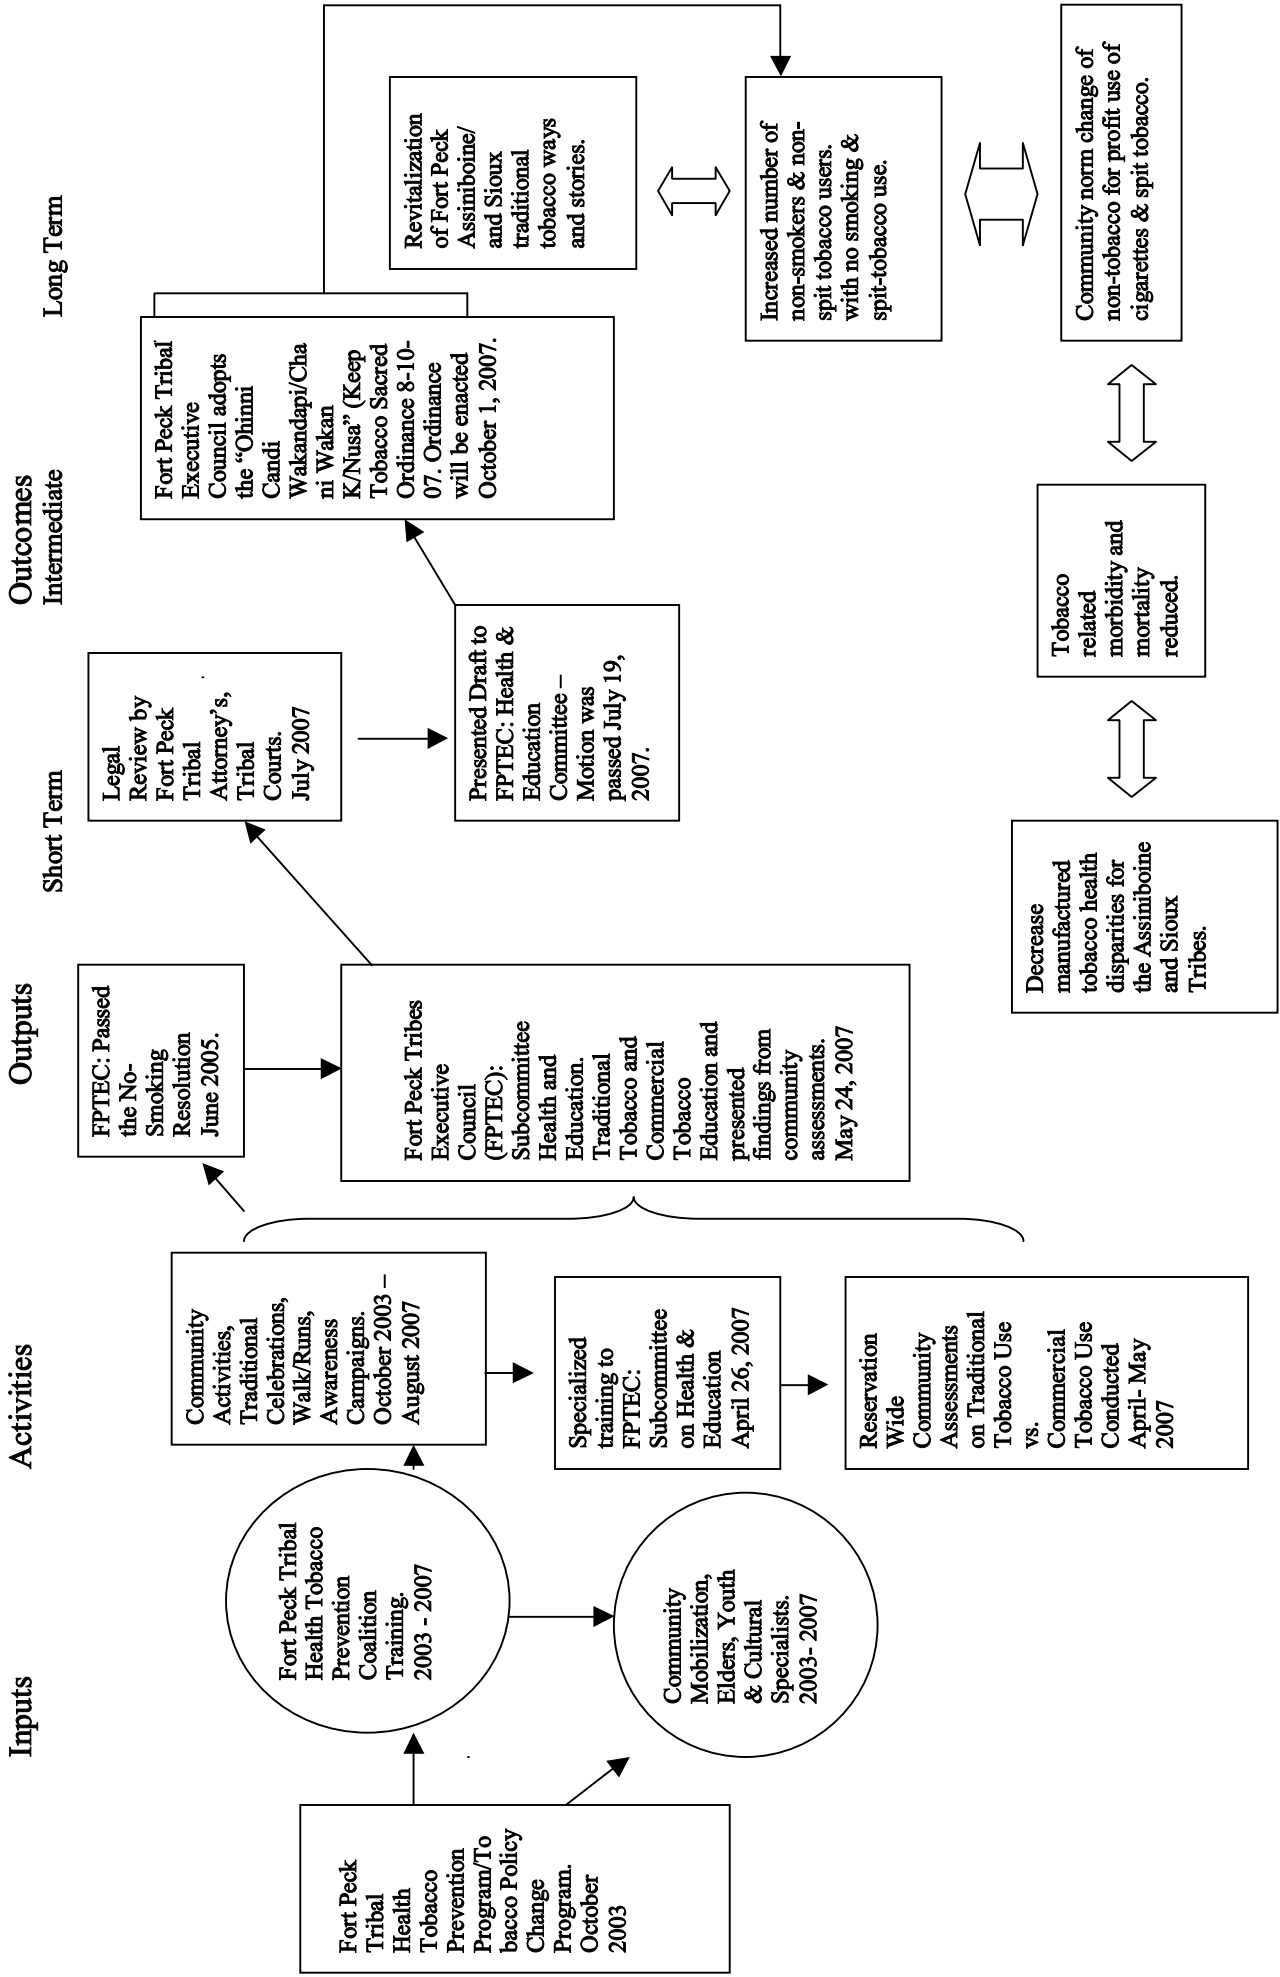 Inputs
Activities
Outputs
Outcomes
Short Term
Intermediate
Long Term
Fort Peck
Tribal
Health
Tobacco
Prevention
Program/To
bacco Policy
Change
Program.
October
2003
Fort Peck Tribal
Health Tobacco
Prevention
Coalition
Training.
2003 - 2007
Community
Mobilization,
Elders, Youth
& Cultural
Specialists.
2003- 2007
Community
Activities,
Traditional
Celebrations,
Walk/Runs,
Awareness
Campaigns.
October 2003 –
August 2007
Specialized
training to
FPTEC:
Subcommittee
on Health &
Education
April 26, 2007
Reservation
Wide
Community
Assessments
on Traditional
Tobacco Use
vs.
Commercial
Tobacco Use
Conducted
April- May
2007
FPTEC: Passed
the No-
Smoking
Resolution
June 2005.
Fort Peck Tribes
Executive
Council
(FPTEC):
Subcommittee
Health and
Education.
Traditional
Tobacco and
Commercial
Tobacco
Education and
presented
findings from
community
assessments.
May 24, 2007
Legal
Review by
Fort Peck
Tribal
Attorney’s,
Tribal
Courts.
July 2007
Presented Draft to
FPTEC: Health &
Education
Committee –
Motion was
passed July 19,
2007.
Fort Peck Tribal
Executive
Council adopts
the “Ohinni
Candi
Wakandapi/Cha
ni Wakan
K/Nusa” (Keep
Tobacco Sacred
Ordinance 8-10-
07. Ordinance
will be enacted
October 1, 2007.
Revitalization
of Fort Peck
Assiniboine/
and Sioux
traditional
tobacco ways
and stories.
Increased number of
non-smokers & non-
spit tobacco users.
with no smoking &
spit-tobacco use.
Community norm change of
non-tobacco for profit use of
cigarettes & spit tobacco.
Tobacco
related
morbidity and
mortality
reduced.
Decrease
manufactured
tobacco health
disparities for
the Assiniboine
and Sioux
Tribes.